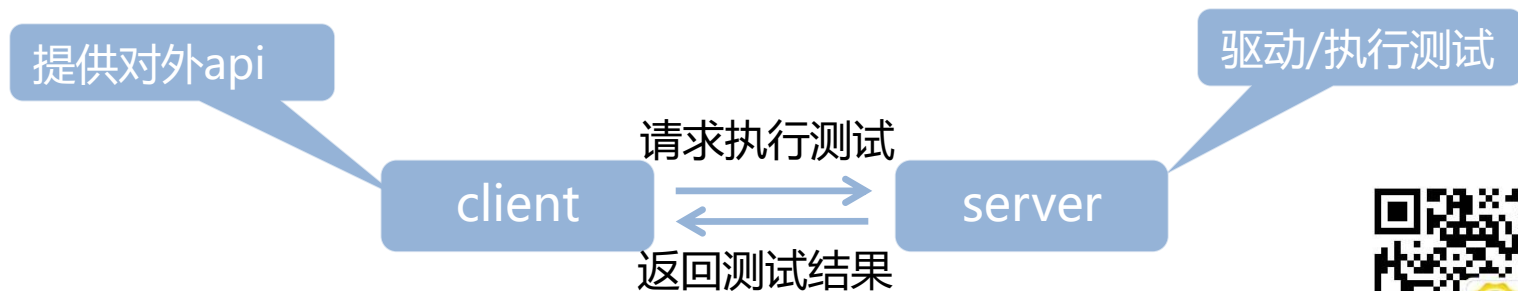 提供对外api
驱动/执行测试
请求执行测试
client
server
返回测试结果